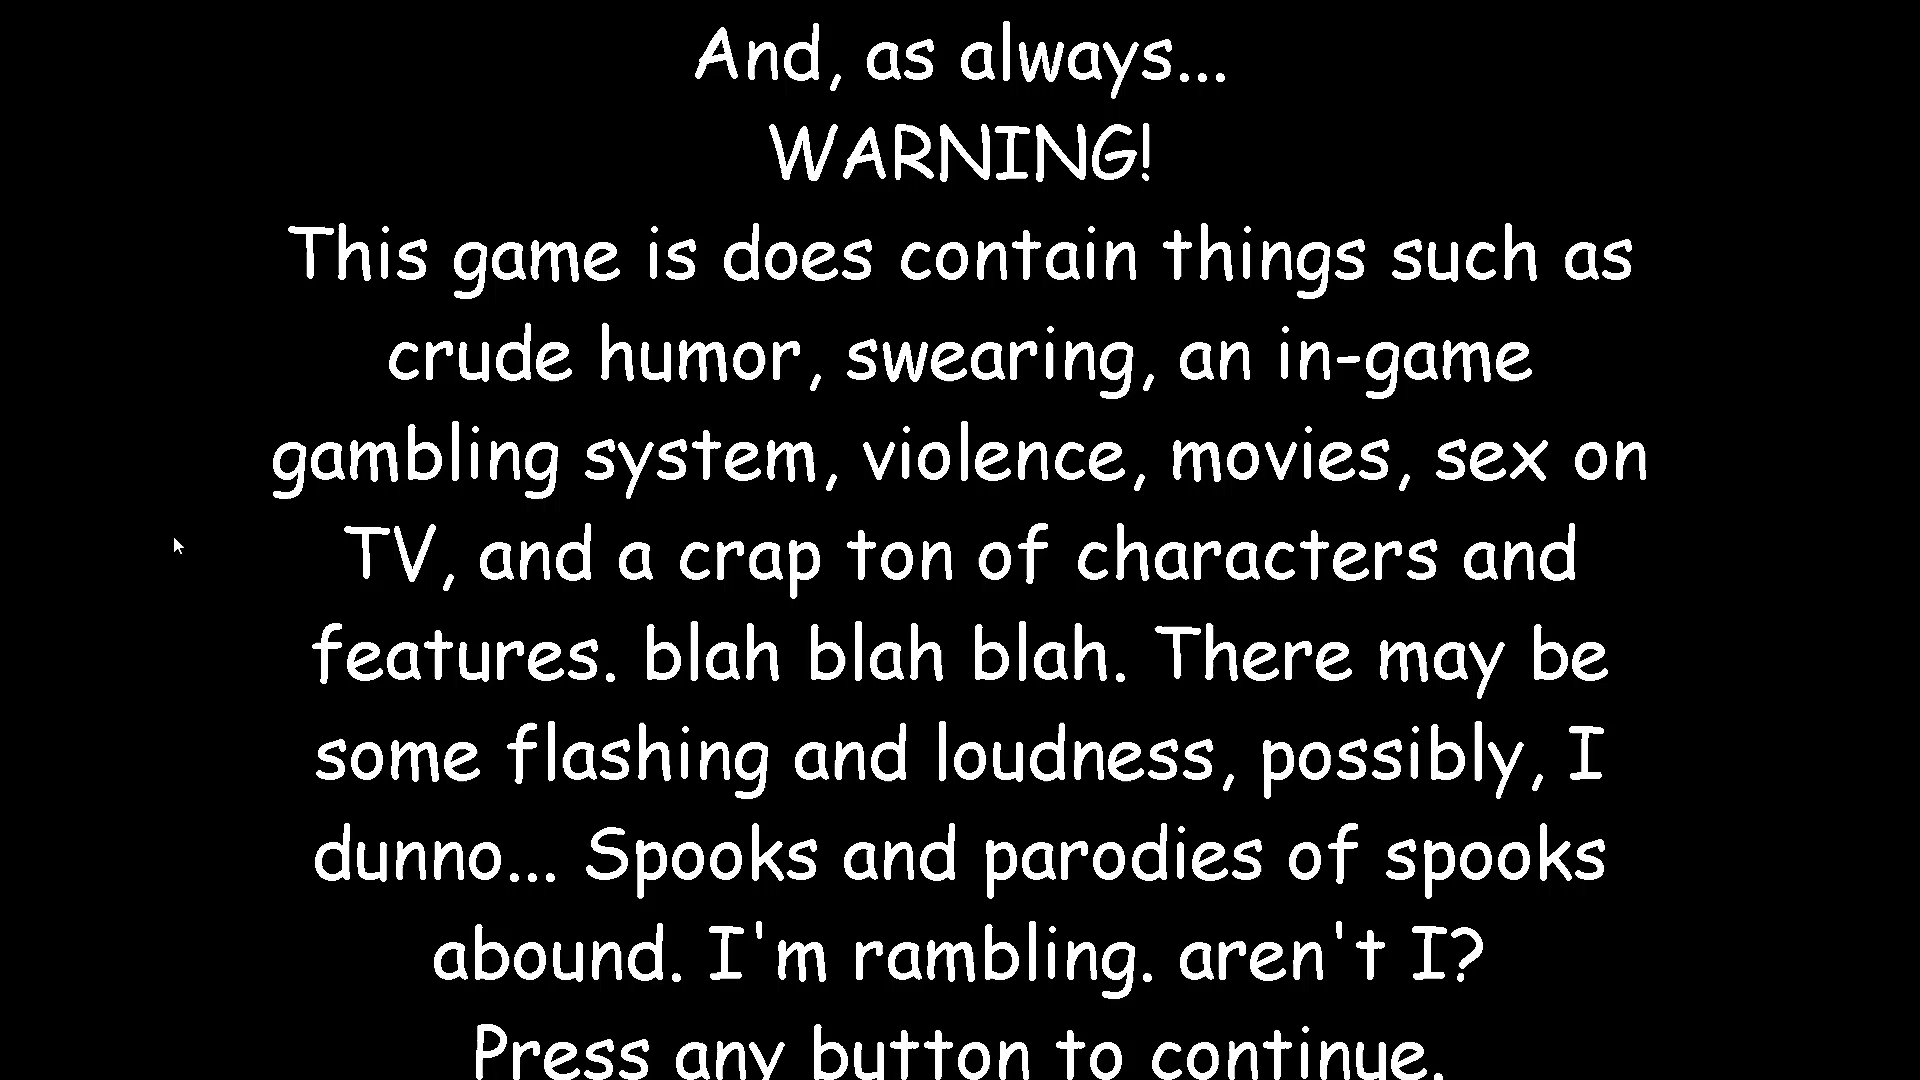 And, as always...
WARNING!
This game is does contain things such as
crude humor, swearing, an in-game
gambling system, violence, movies, sex on
TV, and a crap ton of characters and
features. blah blah blah. There may be
some flashing and loudness, possibly, I
dunno... Spooks and parodies of spooks
abound. I'm rambling. aren't I?
Press any button to continue.